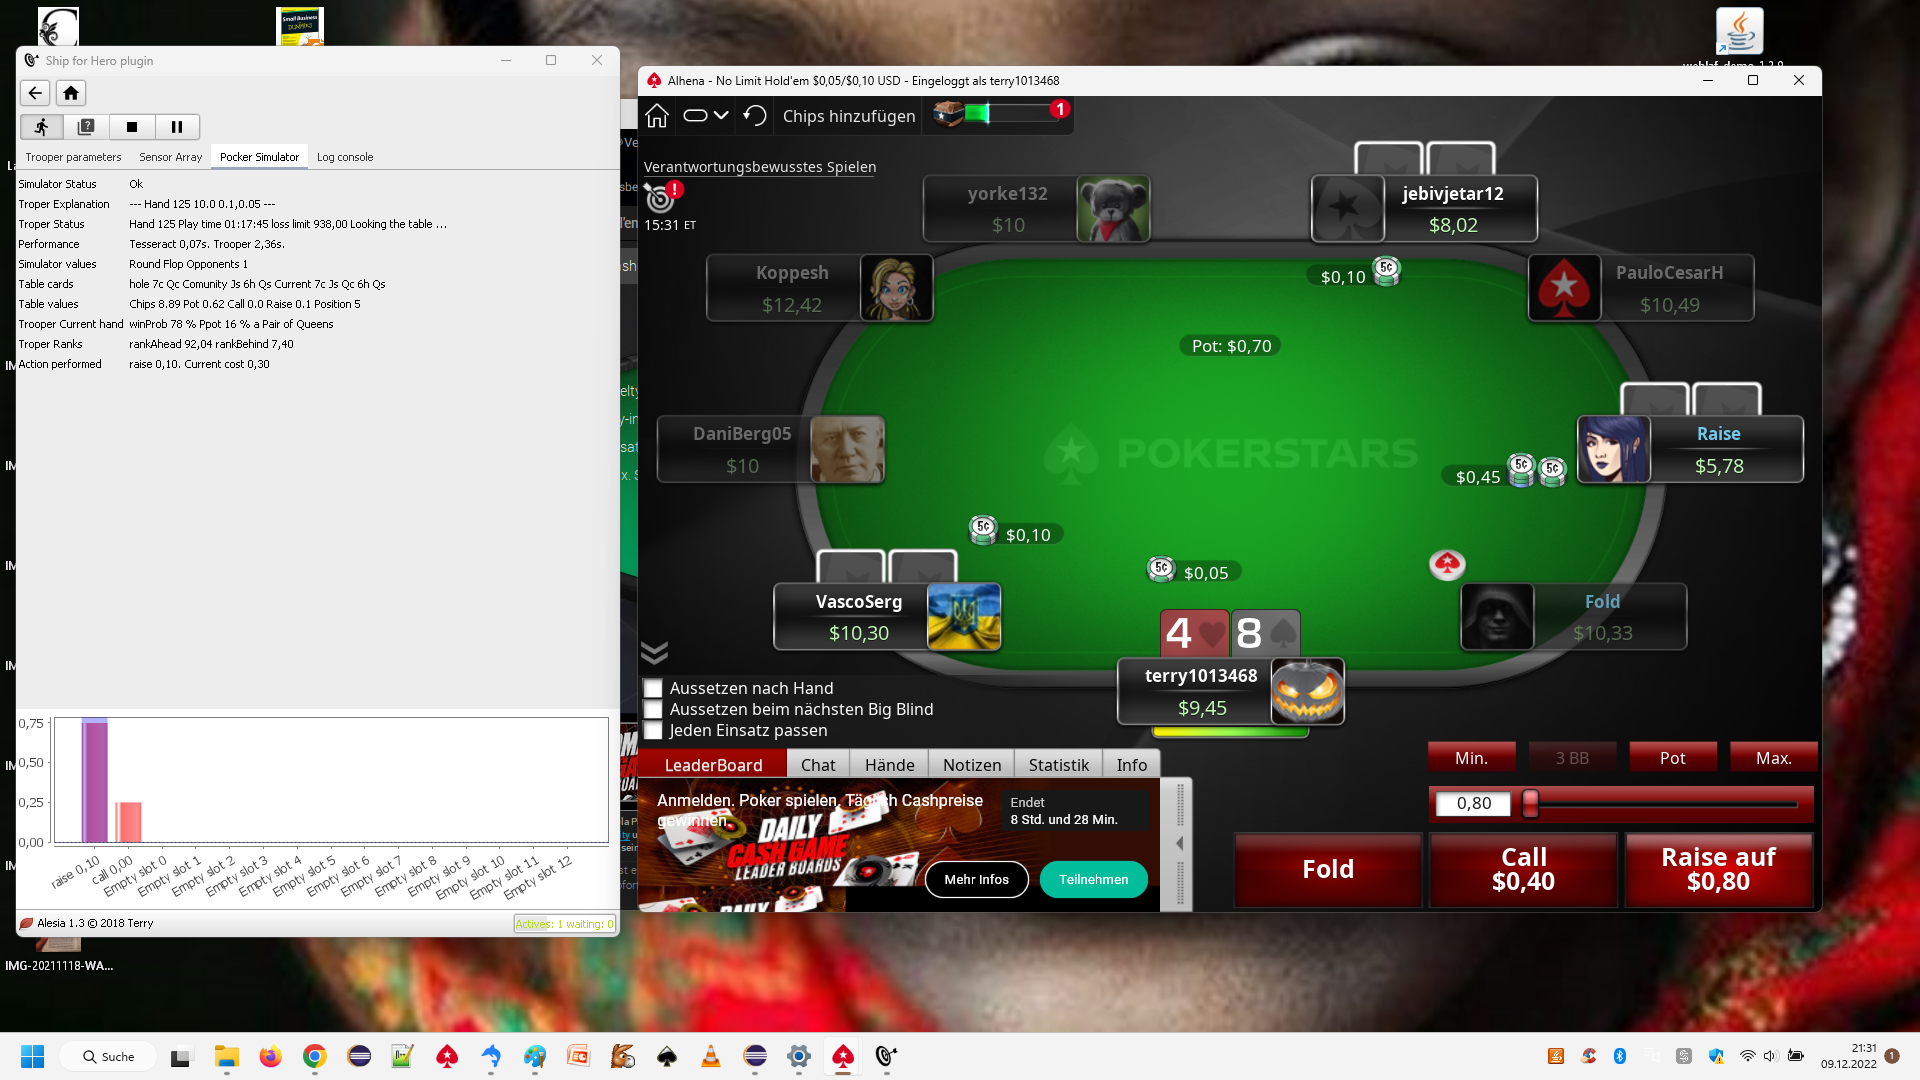 Ship for Hero plugin
Trooper parameters
Sensor Array
Pocker Simulator
Log console
Simulator Status Ok
Troper Explanation --- Hand 125 10.0 0.1,0.05 ---
Troper Status Hand 125 Play time 01:17:45 loss limit 938,00 Looking the table ...
Performance Tesseract 0,07s. Trooper 2,36s.
Simulator values Round Flop Opponents 1
Table cards hole 7c Qc Comunity Js 6h Qs Current 7c Js Qc 6h Qs
Table values Chips 8.89 Pot 0.62 Call 0.0 Raise 0.1 Position 5
Trooper Current hand winProb 78 % Ppot 16 % a Pair of Queens
Troper Ranks rankAhead 92,04 rankBehind 7,40
Action performed raise 0,10. Current cost 0,30
0,75
0,50
0,25
0,00
raise 0,10
call 0,00
Empty slot 0
Empty slot 1
Empty slot 2
Empty slot 3
Empty slot 4
Empty slot 5
Empty slot 6
Empty slot 7
Empty slot 8
Empty slot 9
Empty slot 10
Empty slot 11
Empty slot 12
Alesia 1.3 © 2018 Terry
Actives: 1 waiting: 0
IMG-20211118-WA...
Small Business
DUMMIES
Alhena - No Limit Hold'em $0,05/$0,10 USD - Eingeloggt als terry1013468
Chips hinzufügen
1
Verantwortungsbewusstes Spielen
15:31 ET
yorke132
$10
jebivjetar12
$8,02
Koppesh
$12,42
$0,10
5¢
PauloCesarH
$10,49
Pot: $0,70
DaniBerg05
$10
POKERSTARS
Raise
$5,78
$0,45
5¢
5¢
5¢
$0,10
5¢
$0,05
VascoSerg
$10,30
4
8
Fold
$10,33
terry1013468
$9,45
Aussetzen nach Hand
Aussetzen beim nächsten Big Blind
Jeden Einsatz passen
LeaderBoard
Chat
Hände
Notizen
Statistik
Info
Anmelden. Poker spielen. Täglich Cashpreise
gewinnen.
Endet
8 Std. und 28 Min.
DAILY
CASH GAME
LEADER BOARDS
Mehr Infos
Teilnehmen
DAILY
Min.
3 BB
Pot
Max.
0,80
Fold
Call
$0,40
Raise auf
$0,80
Suche
21:31
09.12.2022
1